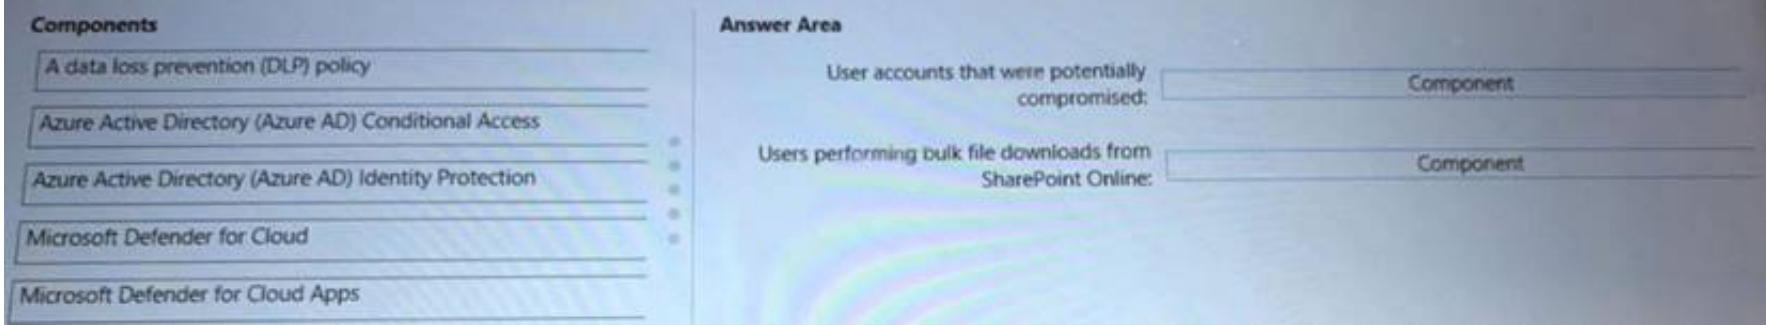 Components
A data loss prevention (DLP) policy
Azure Active Directory (Azure AD) Conditional Access
Azure Active Directory (Azure AD) Identity Protection
Microsoft Defender for Cloud
Microsoft Defender for Cloud Apps
Answer Area
User accounts that were potentially
compromised:
Component
Users performing bulk file downloads from
SharePoint Online:
Component